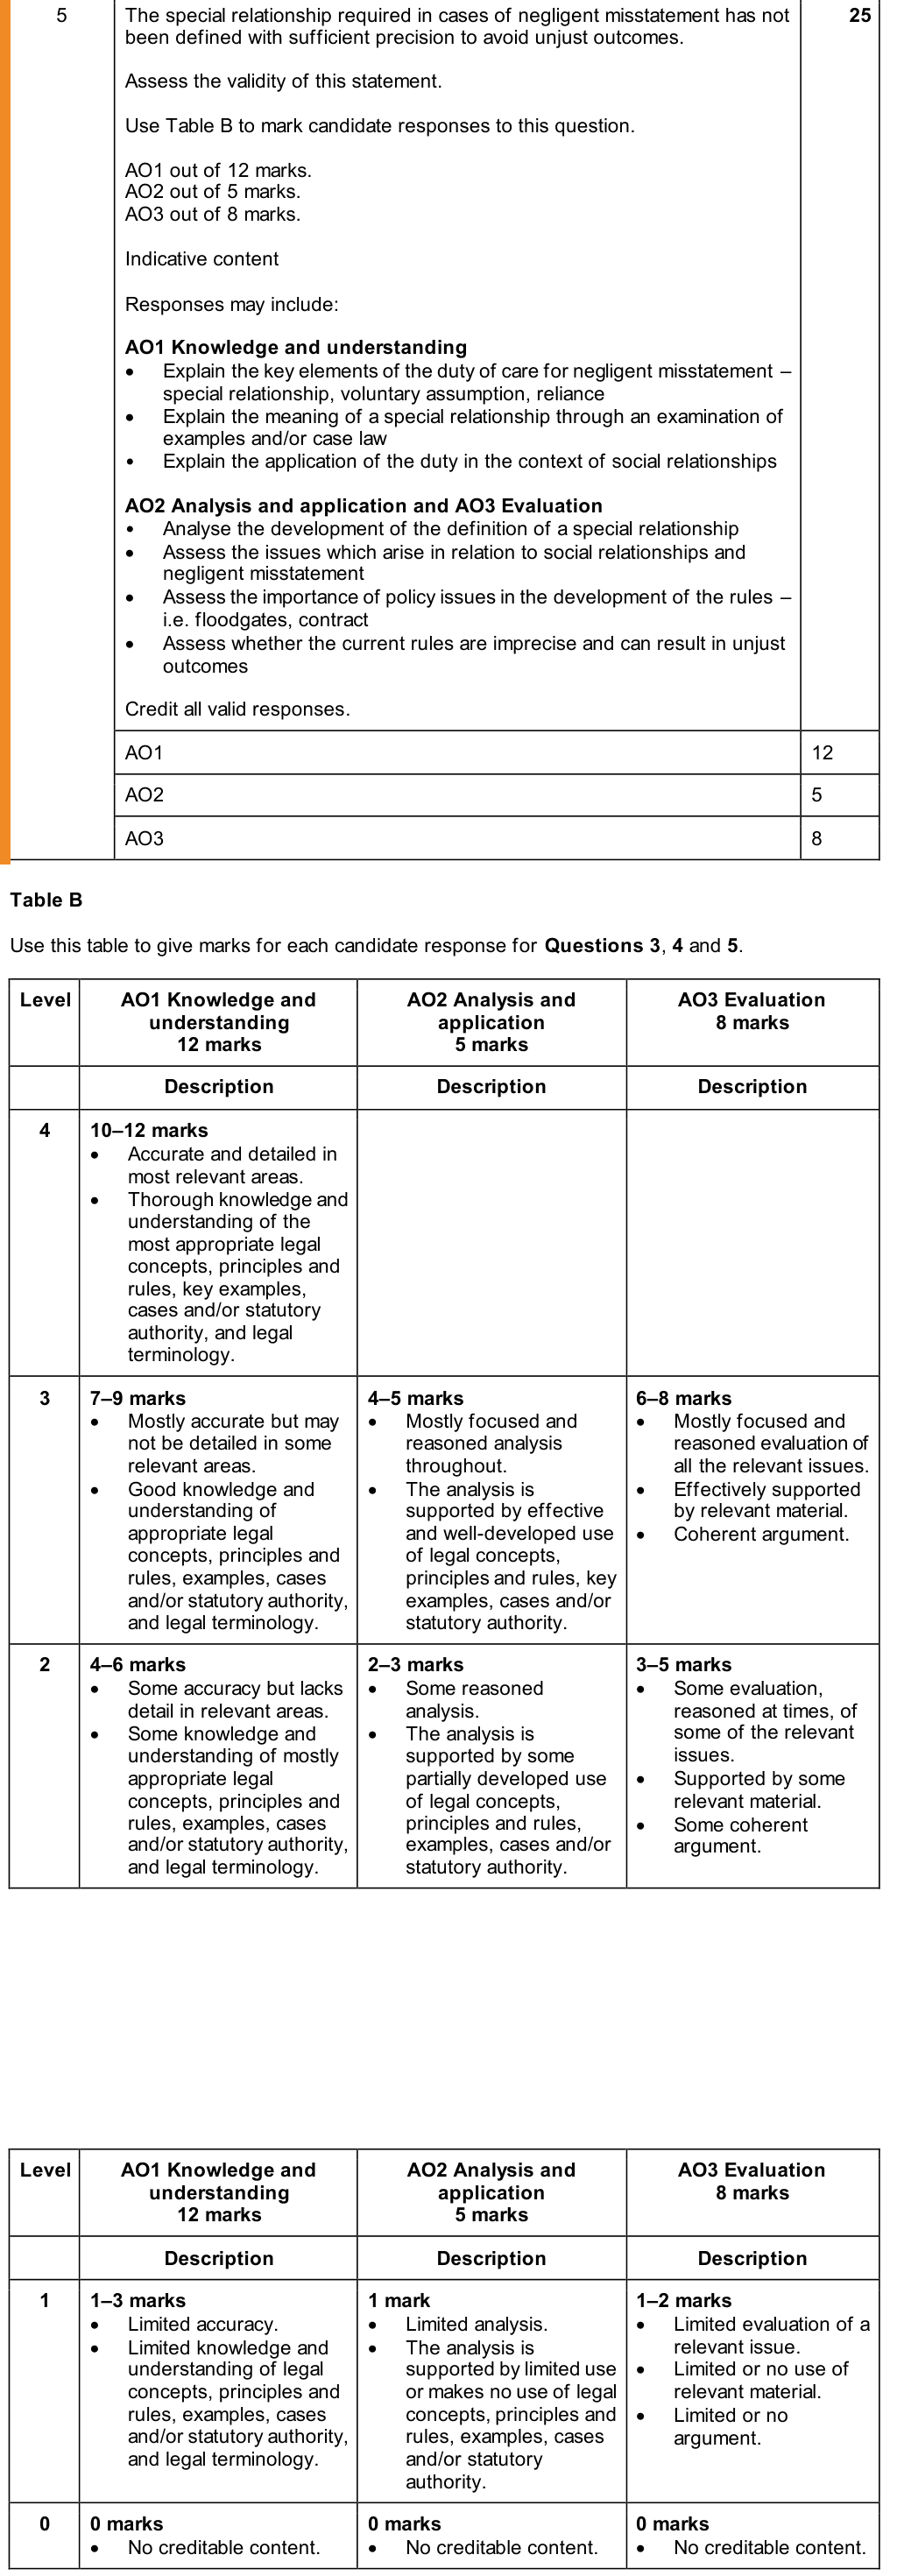 5 The special relationship required in cases of negligent misstatement has not 25
been defined with sufficient precision to avoid unjust outcomes.
Assess the validity of this statement.
Use Table B to mark candidate responses to this question.
AO1 out of 12 marks.
AO2 out of 5 marks.
AO3 out of 8 marks.
Indicative content
Responses may include:
AO1 Knowledge and understanding
• Explain the key elements of the duty of care for negligent misstatement –
special relationship, voluntary assumption, reliance
• Explain the meaning of a special relationship through an examination of
examples and/or case law
• Explain the application of the duty in the context of social relationships
AO2 Analysis and application and AO3 Evaluation
• Analyse the development of the definition of a special relationship
• Assess the issues which arise in relation to social relationships and
negligent misstatement
• Assess the importance of policy issues in the development of the rules –
i.e. floodgates, contract
• Assess whether the current rules are imprecise and can result in unjust
outcomes
Credit all valid responses.
AO1 12
AO2 5
AO3 8
Table B
Use this table to give marks for each candidate response for Questions 3, 4 and 5.
Level
AO1 Knowledge and
understanding
12 marks
AO2 Analysis and
application
5 marks
AO3 Evaluation
8 marks
Description
Description
Description
4
10–12 marks
• Accurate and detailed in
most relevant areas.
• Thorough knowledge and
understanding of the
most appropriate legal
concepts, principles and
rules, key examples,
cases and/or statutory
authority, and legal
terminology.
3
7–9 marks
• Mostly accurate but may
not be detailed in some
relevant areas.
• Good knowledge and
understanding of
appropriate legal
concepts, principles and
rules, examples, cases
and/or statutory authority,
and legal terminology.
4–5 marks
• Mostly focused and
reasoned analysis
throughout.
• The analysis is
supported by effective
and well-developed use
of legal concepts,
principles and rules, key
examples, cases and/or
statutory authority.
6–8 marks
• Mostly focused and
reasoned evaluation of
all the relevant issues.
• Effectively supported
by relevant material.
• Coherent argument.
2
4–6 marks
• Some accuracy but lacks
detail in relevant areas.
• Some knowledge and
understanding of mostly
appropriate legal
concepts, principles and
rules, examples, cases
and/or statutory authority,
and legal terminology.
2–3 marks
• Some reasoned
analysis.
• The analysis is
supported by some
partially developed use
of legal concepts,
principles and rules,
examples, cases and/or
statutory authority.
3–5 marks
• Some evaluation,
reasoned at times, of
some of the relevant
issues.
• Supported by some
relevant material.
• Some coherent
argument.
Level
AO1 Knowledge and
understanding
12 marks
AO2 Analysis and
application
5 marks
AO3 Evaluation
8 marks
Description
Description
Description
1
1–3 marks
• Limited accuracy.
• Limited knowledge and
understanding of legal
concepts, principles and
rules, examples, cases
and/or statutory authority,
and legal terminology.
1 mark
• Limited analysis.
• The analysis is
supported by limited use
or makes no use of legal
concepts, principles and
rules, examples, cases
and/or statutory
authority.
1–2 marks
• Limited evaluation of a
relevant issue.
• Limited or no use of
relevant material.
• Limited or no
argument.
0
0 marks
• No creditable content.
0 marks
• No creditable content.
0 marks
• No creditable content.